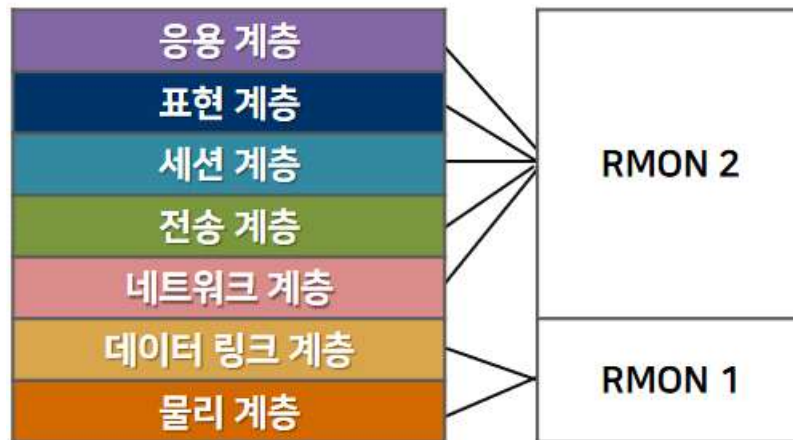 응용 계층
표현 계층
세션 계층
전송 계층
네트워크 계층
데이터 링크 계층
물리 계층
RMON 2
RMON 1